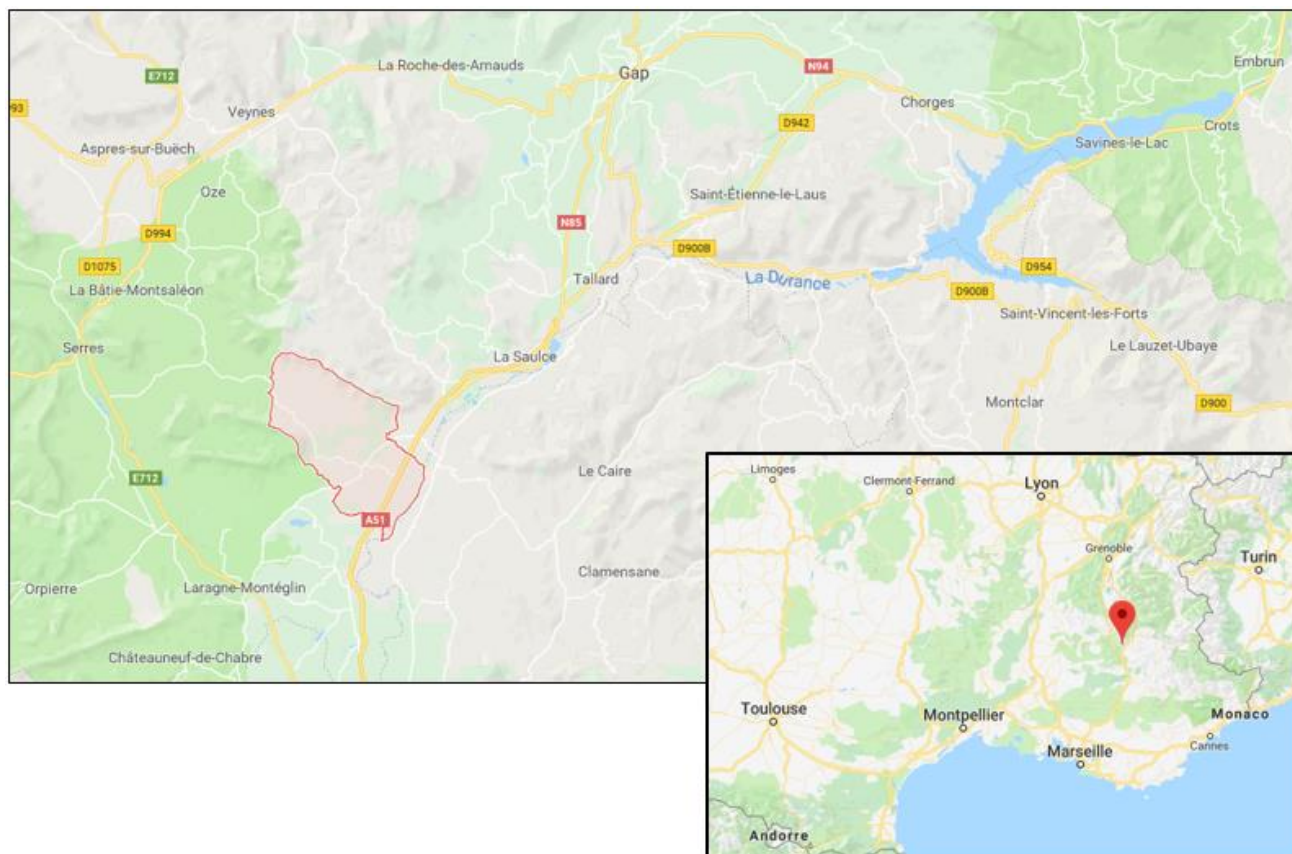 Embrun
E712
La Roche-des-Arnauds
Gap
N94
93
Veynes
Chorges
D942
Crots
Savines-le-Lac
Aspres-sur-Buëch
Oze
Saint-Étienne-le-Laus
N85
D994
D900B
D1075
D954
Tallard
La Durance
La Bâtie-Montsaléon
D900B
Saint-Vincent-les-Forts
Serres
La Saulce
Le Lauzet-Ubaye
Montclar
D900
Le Caire
E712
A51
Clamensane
Orpierre
Laragne-Montéglin
Châteauneuf-de-Chabre
Limoges
Clermont-Ferrand
Lyon
Grenoble
Turin
Toulouse
Montpellier
Monaco
Marseille
Cannes
Andorre